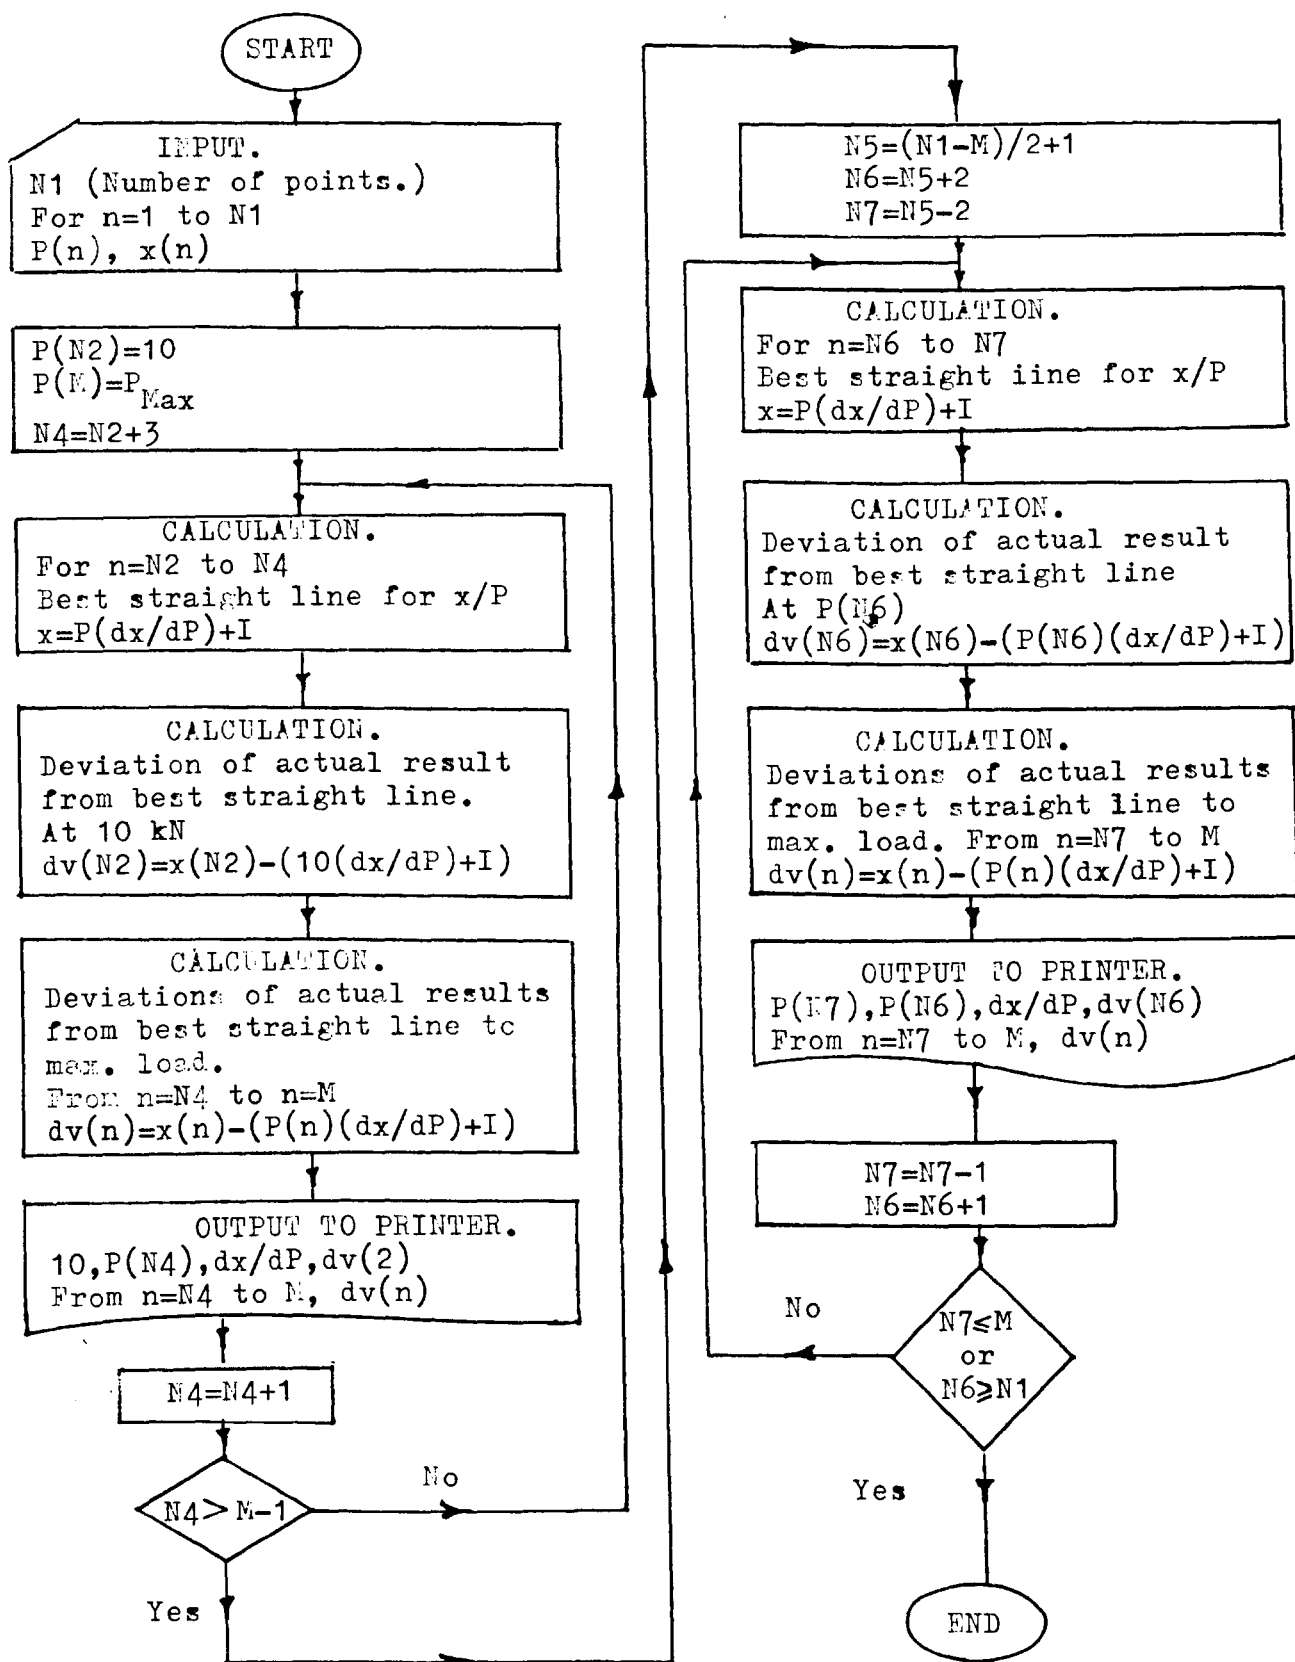 START
INPUT.
N1 (Number of points.)
For n=1 to N1
P(n), x(n)
P(N2)=10
P(M)=PMax
N4=N2+3
CALCULATION.
For n=N2 to N4
Best straight line for x/P
x=P(dx/dP)+I
CALCULATION.
Deviation of actual result
from best straight line.
At 10 kN
dv(N2)=x(N2)-(10(dx/dP)+I)
CALCULATION.
Deviations of actual results
from best straight line to
max. load.
From n=N4 to n=M
dv(n)=x(n)-(P(n)(dx/dP)+I)
OUTPUT TO PRINTER.
10,P(N4),dx/dP,dv(2)
From n=N4 to M, dv(n)
N4=N4+1
N4> M-1
No
Yes
N5=(N1-M)/2+1
N6=N5+2
N7=N5-2
CALCULATION.
For n=N6 to N7
Best straight iine for x/P
x=P(dx/dP)+I
CALCULATION.
Deviation of actual result
from best straight line
At P(N6)
dv(N6)=x(N6)-(P(N6)(dx/dP)+I)
CALCULATION.
Deviations of actual results
from best straight line to
max. load. From n=N7 to M
dv(n)=x(n)-(P(n)(dx/dP)+I)
OUTPUT TO PRINTER.
P(N7),P(N6),dx/dP,dv(N6)
From n=N7 to M, dv(n)
N7=N7-1
N6=N6+1
No
N7≤M
or
N6≥N1
Yes
END